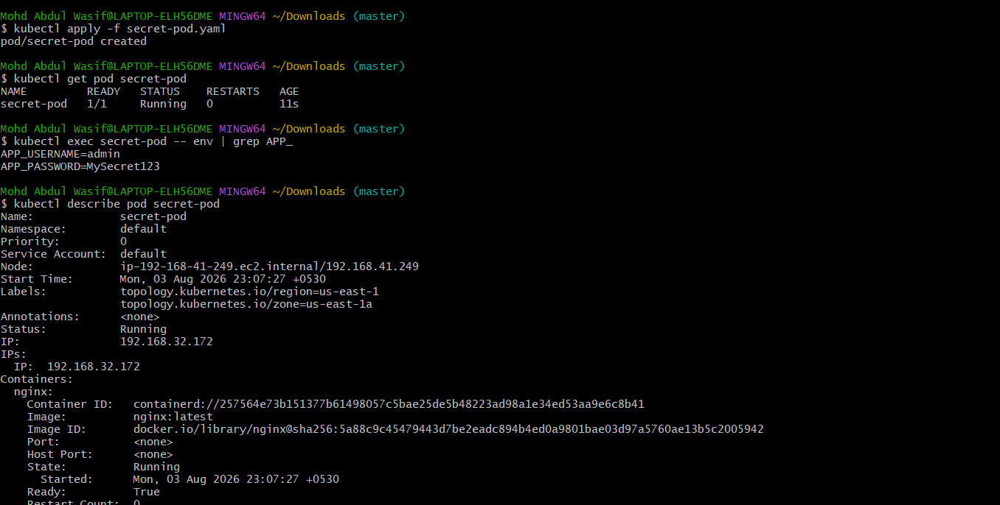 Mohd Abdul Wasif@LAPTOP-ELH56DME MINGW64 ~/Downloads (master)
$ kubectl apply -f secret-pod.yaml
pod/secret-pod created
Mohd Abdul Wasif@LAPTOP-ELH56DME MINGW64 ~/Downloads (master)
$ kubectl get pod secret-pod
NAME         READY   STATUS    RESTARTS   AGE
secret-pod   1/1     Running   0          11s
Mohd Abdul Wasif@LAPTOP-ELH56DME MINGW64 ~/Downloads (master)
$ kubectl exec secret-pod -- env | grep APP_
APP_USERNAME=admin
APP_PASSWORD=MySecret123
Mohd Abdul Wasif@LAPTOP-ELH56DME MINGW64 ~/Downloads (master)
$ kubectl describe pod secret-pod
Name:             secret-pod
Namespace:        default
Priority:         0
Service Account:  default
Node:             ip-192-168-41-249.ec2.internal/192.168.41.249
Start Time:       Mon, 03 Aug 2026 23:07:27 +0530
Labels:           topology.kubernetes.io/region=us-east-1
                  topology.kubernetes.io/zone=us-east-1a
Annotations:      <none>
Status:           Running
IP:               192.168.32.172
IPs:
  IP:  192.168.32.172
Containers:
  nginx:
    Container ID:   containerd://257564e73b151377b61498057c5bae25de5b48223ad98a1e34ed53aa9e6c8b41
    Image:          nginx:latest
    Image ID:       docker.io/library/nginx@sha256:5a88c9c45479443d7be2eadc894b4ed0a9801bae03d97a5760ae13b5c2005942
    Port:           <none>
    Host Port:      <none>
    State:          Running
      Started:      Mon, 03 Aug 2026 23:07:27 +0530
    Ready:          True
    Restart Count:  0